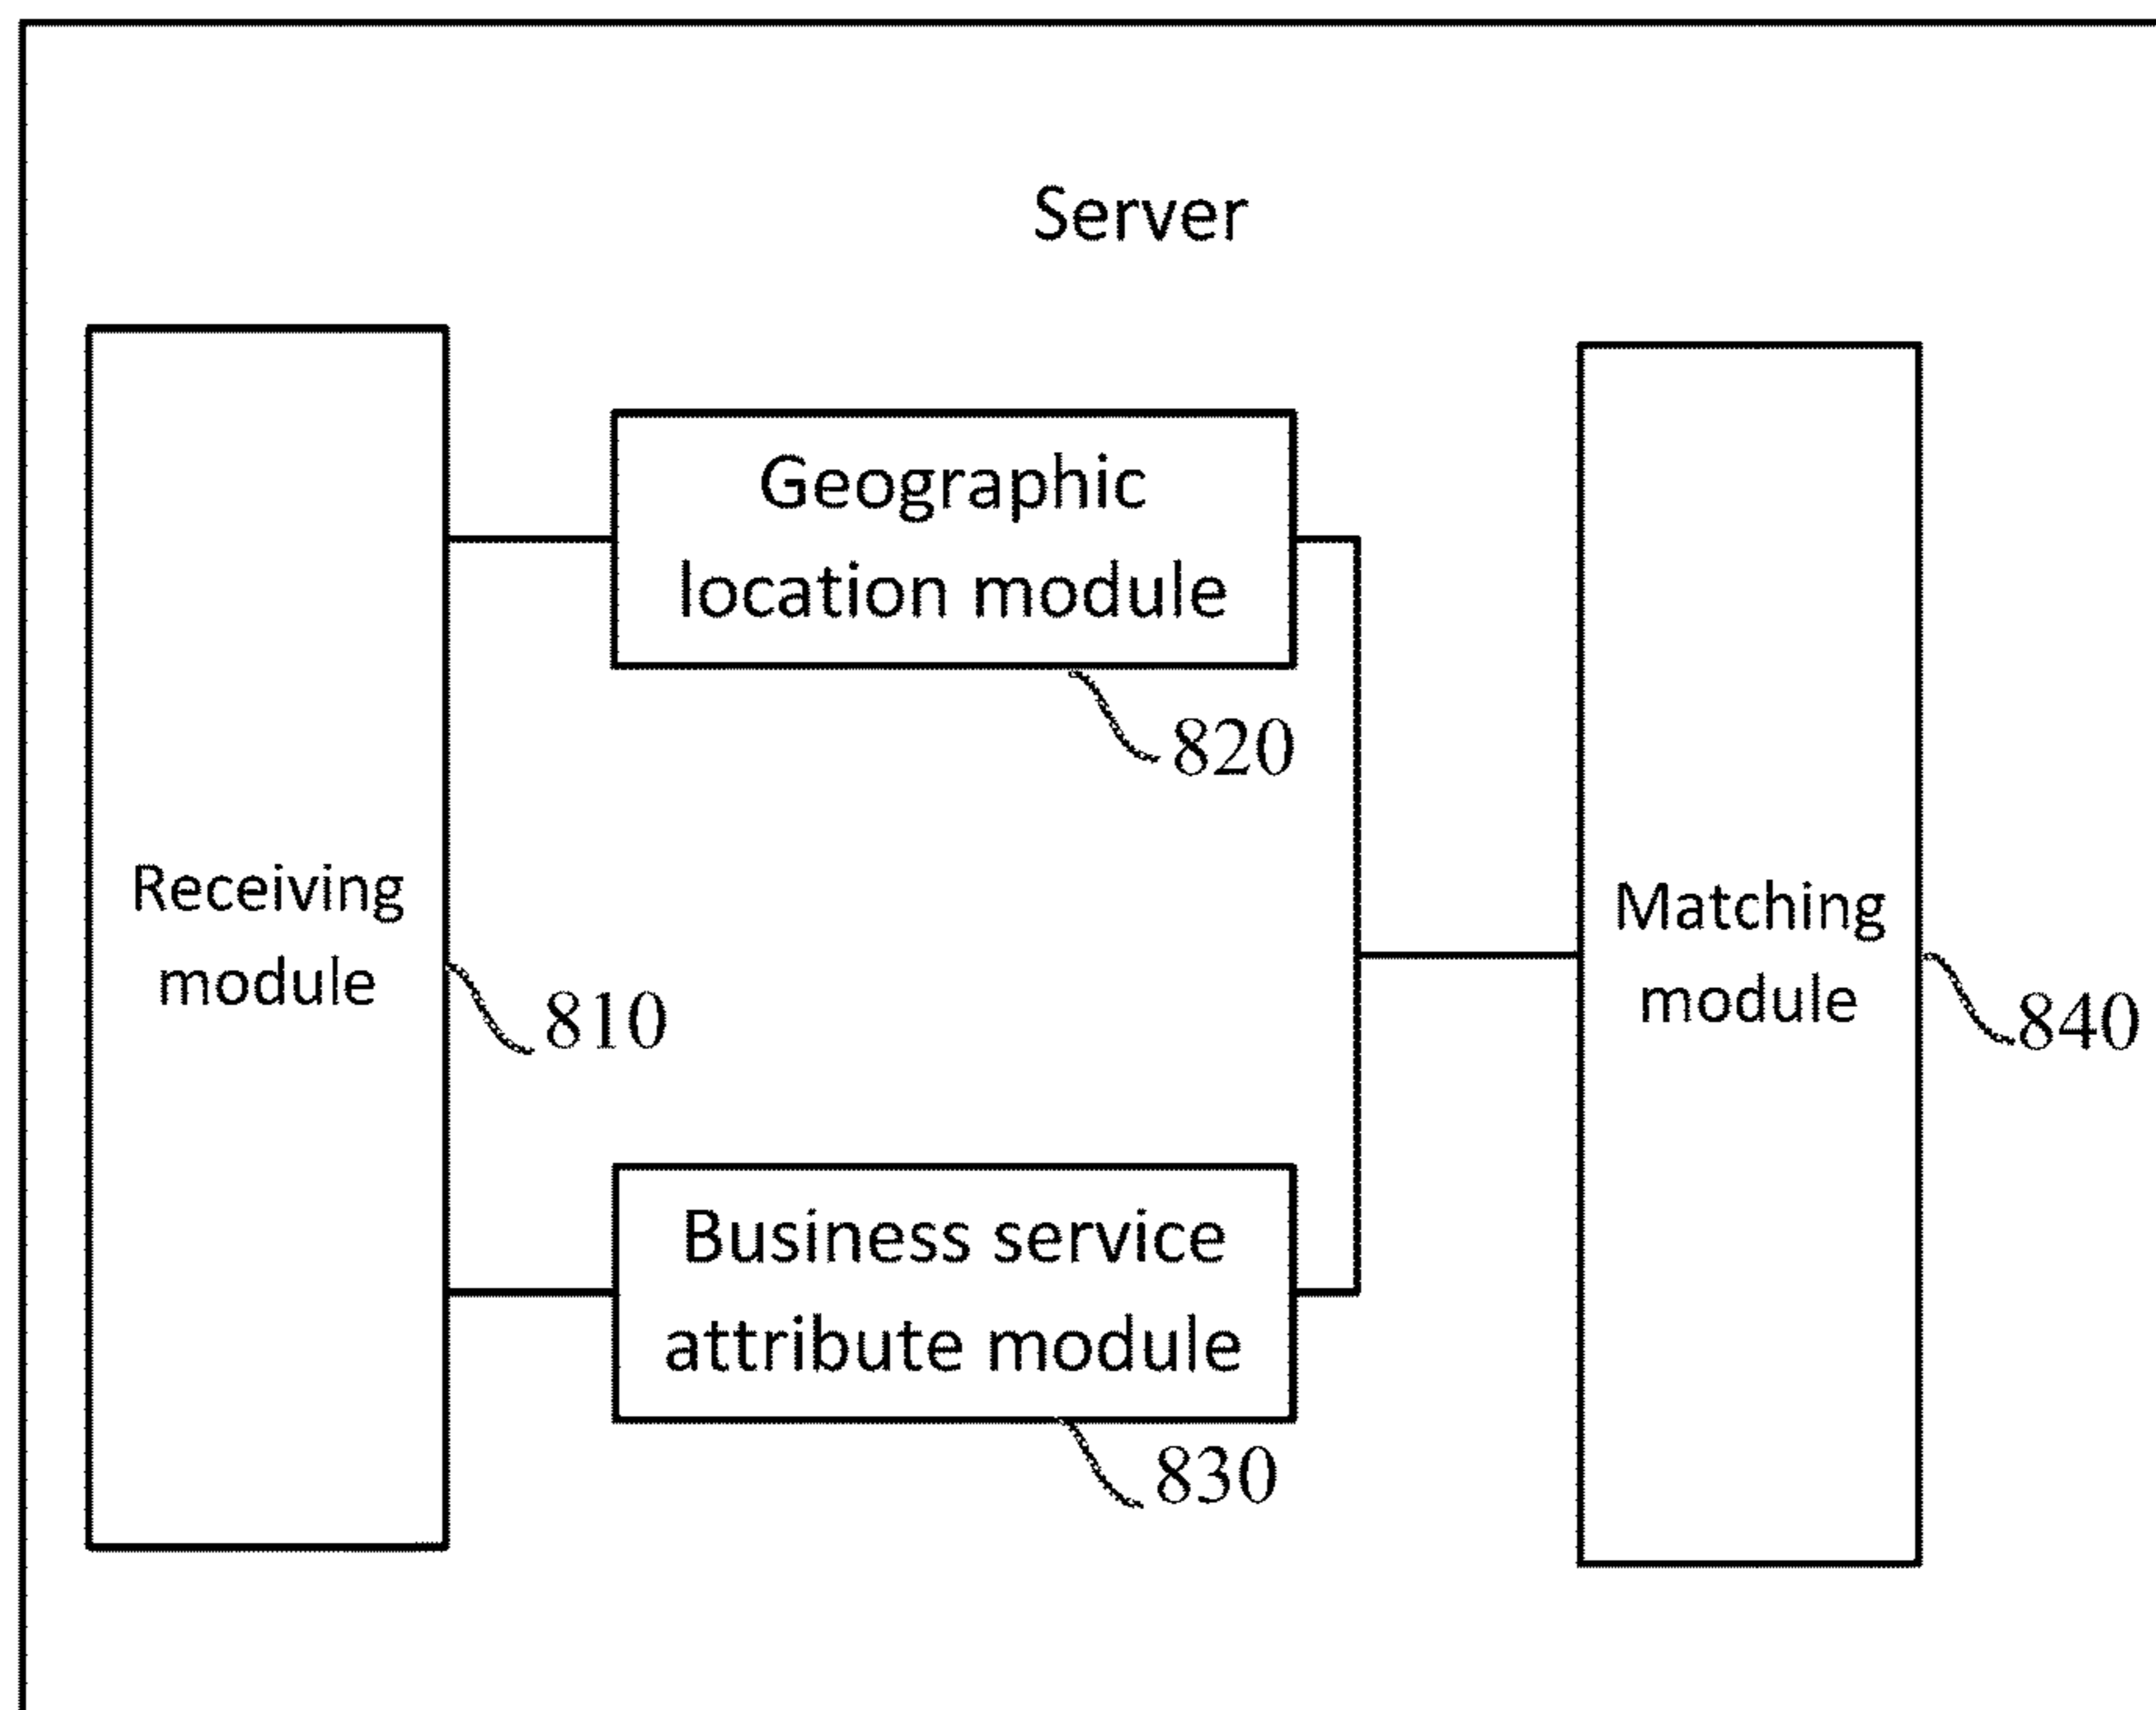 Server
Geographic
location module
820
Receiving
module
810
Matching
module
840
Business service
attribute module
830